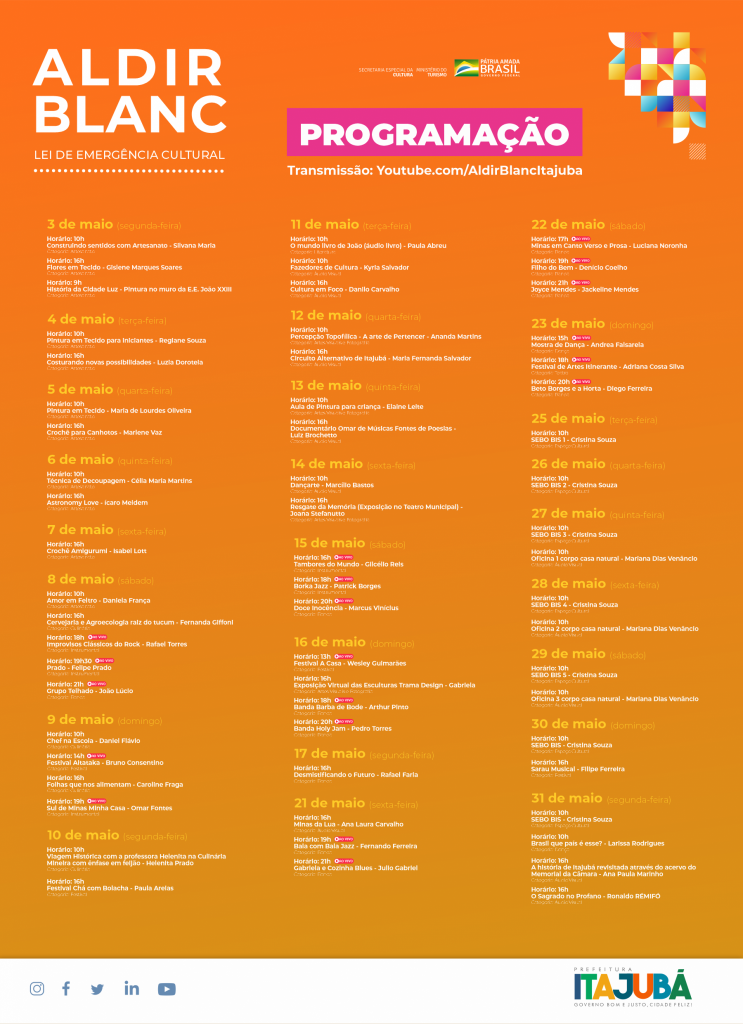 ALDIR
BLANC
LEI DE EMERGÊNCIA CULTURAL
SECRETARIA ESPECIAL DA
CULTURA
MINISTÉRIO DO
TURISMO
PÁTRIA AMADA
BRASIL
GOVERNO FEDERAL
PROGRAMAÇÃO
Transmissão: Youtube.com/AldirBlancItajuba
3 de maio (segunda-feira)
Horário: 10h
Construindo sentidos com Artesanato - Silvana Maria
Horário: 16h
Flores em Tecido - Gislene Marques Soares
Horário: 9h
História da Cidade Luz - Pintura no muro da E.E. João XXIII
4 de maio (terça-feira)
Horário: 10h
Pintura em Tecido para Iniciantes - Regiane Souza
Horário: 16h
Costurando novas possibilidades - Luzia Doroteia
5 de maio (quarta-feira)
Horário: 10h
Pintura em Tecido - Maria de Lourdes Oliveira
Horário: 16h
Crochê para Canhotos - Marlene Vaz
6 de maio (quinta-feira)
Horário: 10h
Técnica de Decoupagem - Célia Maria Martins
Horário: 16h
Astronomy Love - Ícaro Meidem
7 de maio (sexta-feira)
Horário: 16h
Crochê Amigurumi - Isabel Lott
8 de maio (sábado)
Horário: 10h
Amor em Feltro - Daniela França
Horário: 16h
Cervejaria e Agroecologia raiz do tucum - Fernanda Giffoni
Horário: 18h AO VIVO
Improvisos Clássicos do Rock - Rafael Torres
Horário: 19h30 AO VIVO
Prado - Felipe Prado
Horário: 21h AO VIVO
Grupo Telhado - João Lúcio
9 de maio (domingo)
Horário: 10h
Chef na Escola - Daniel Flávio
Horário: 14h AO VIVO
Festival Aitataka - Bruno Consentino
Horário: 16h
Folhas que nos alimentam - Caroline Fraga
Horário: 19h AO VIVO
Sul de Minas Minha Casa - Omar Fontes
10 de maio (segunda-feira)
Horário: 10h
Viagem Histórica com a professora Helenita na Culinária
Mineira com ênfase em feijão - Helenita Prado
Horário: 16h
Festival Chá com Bolacha - Paula Areias
11 de maio (terça-feira)
Horário: 10h
O mundo livro de João (áudio livro) - Paula Abreu
Horário: 10h
Fazedores de Cultura - Kyria Salvador
Horário: 16h
Cultura em Foco - Danilo Carvalho
12 de maio (quarta-feira)
Horário: 10h
Percepção Topofílica - A arte de Pertencer - Ananda Martins
Horário: 16h
Circuito Alternativo de Itajubá - Maria Fernanda Salvador
13 de maio (quinta-feira)
Horário: 10h
Aula de Pintura para criança - Elaine Leite
Horário: 16h
Documentário Omar de Músicas Fontes de Poesias -
Luiz Brochetto
14 de maio (sexta-feira)
Horário: 10h
Dançarte - Marcílio Bastos
Horário: 16h
Resgate da Memória (Exposição no Teatro Municipal) -
Joana Stefanutto
15 de maio (sábado)
Horário: 16h AO VIVO
Tambores do Mundo - Gilcélio Reis
Horário: 18h AO VIVO
Borka Jazz - Patrick Borges
Horário: 20h AO VIVO
Doce Inocência - Marcus Vinícius
16 de maio (domingo)
Horário: 13h AO VIVO
Festival A Casa - Wesley Guimarães
Horário: 16h
Exposição Virtual das Esculturas Trama Design - Gabriela
Horário: 18h AO VIVO
Banda Barba de Bode - Arthur Pinto
Horário: 20h AO VIVO
Banda Holy Jam - Pedro Torres
17 de maio (segunda-feira)
Horário: 16h
Desmistificando o Futuro - Rafael Faria
21 de maio (sexta-feira)
Horário: 16h
Minas da Lua - Ana Laura Carvalho
Horário: 19h AO VIVO
Bala com Bala Jazz - Fernando Ferreira
Horário: 21h AO VIVO
Gabriela e Cozinha Blues - Julio Gabriel
22 de maio (sábado)
Horário: 17h AO VIVO
Minas em Canto Verso e Prosa - Luciana Noronha
Horário: 19h AO VIVO
Filho do Bem - Denício Coelho
Horário: 21h AO VIVO
Joyce Mendes - Jackeline Mendes
23 de maio (domingo)
Horário: 15h AO VIVO
Mostra de Dança - Andrea Falsarela
Horário: 18h AO VIVO
Festival de Artes Itinerante - Adriana Costa Silva
Horário: 20h AO VIVO
Beto Borges e a Horta - Diego Ferreira
25 de maio (terça-feira)
Horário: 10h
SEBO BIS 1 - Cristina Souza
26 de maio (quarta-feira)
Horário: 10h
SEBO BIS 2 - Cristina Souza
27 de maio (quinta-feira)
Horário: 10h
SEBO BIS 3 - Cristina Souza
Horário: 10h
Oficina 1 corpo casa natural - Mariana Dias Venâncio
28 de maio (sexta-feira)
Horário: 10h
SEBO BIS 4 - Cristina Souza
Horário: 10h
Oficina 2 corpo casa natural - Mariana Dias Venâncio
29 de maio (sábado)
Horário: 10h
SEBO BIS 5 - Cristina Souza
Horário: 10h
Oficina 3 corpo casa natural - Mariana Dias Venâncio
30 de maio (domingo)
Horário: 10h
SEBO BIS - Cristina Souza
Horário: 16h
Sarau Musical - Filipe Ferreira
31 de maio (segunda-feira)
Horário: 10h
SEBO BIS - Cristina Souza
Horário: 10h
Brasil que país é esse? - Larissa Rodrigues
Horário: 16h
A história de Itajubá revisitada através do acervo do
Memorial da Câmara - Ana Paula Marinho
Horário: 16h
O Sagrado no Profano - Ronaldo RÉMIFÓ
PREFEITURA
ITAJUBÁ
GOVERNO BOM E JUSTO, CIDADE FELIZ!